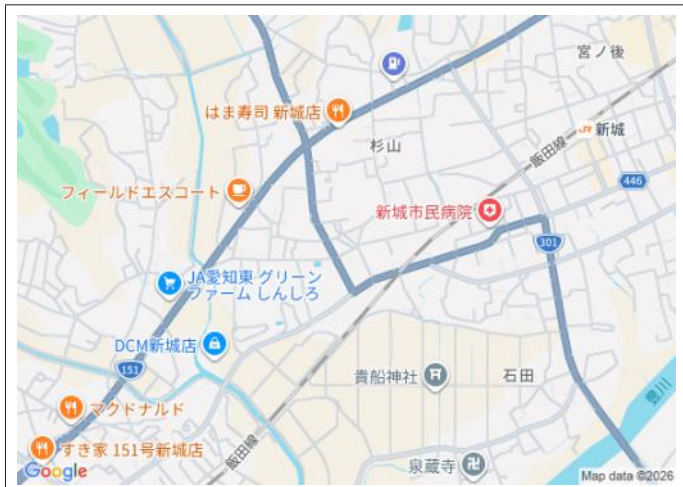 宮ノ後
はま寿司 新城店
新城
杉山
飯田線
446
フィールドエスコート
新城市民病院
301
JA愛知東 グリーン
ファーム しんしろ
DCM新城店
151
貴船神社
石田
豊川
マクドナルド
すき家 151号新城店
飯田線
泉蔵寺
Google
Map data ©2026